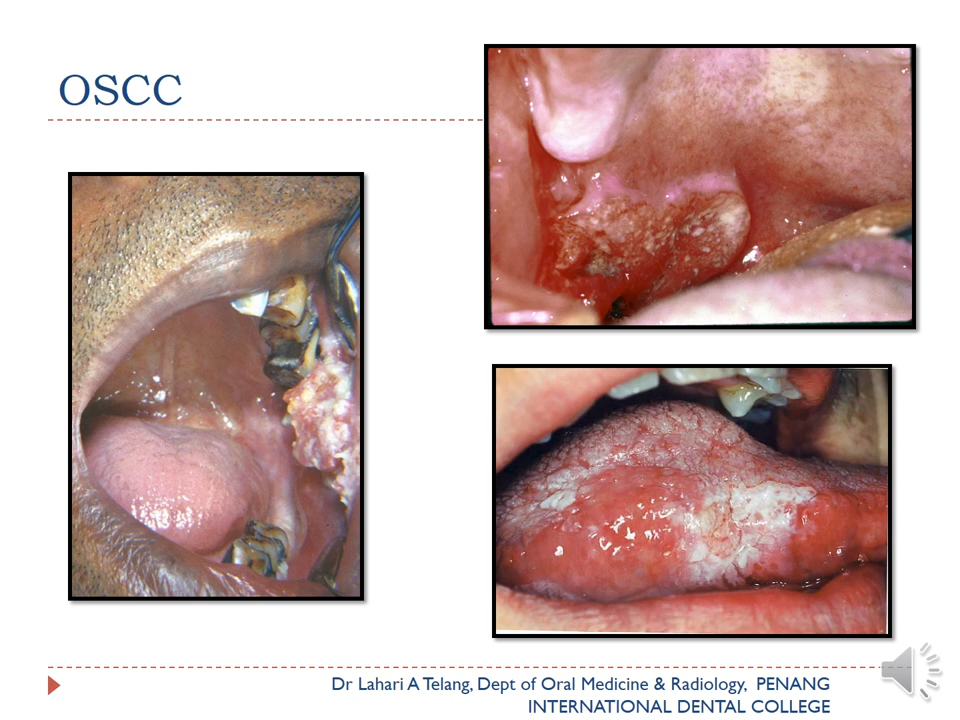 OSCC
Dr Lahari A Telang, Dept of Oral Medicine & Radiology, PENANG
INTERNATIONAL DENTAL COLLEGE